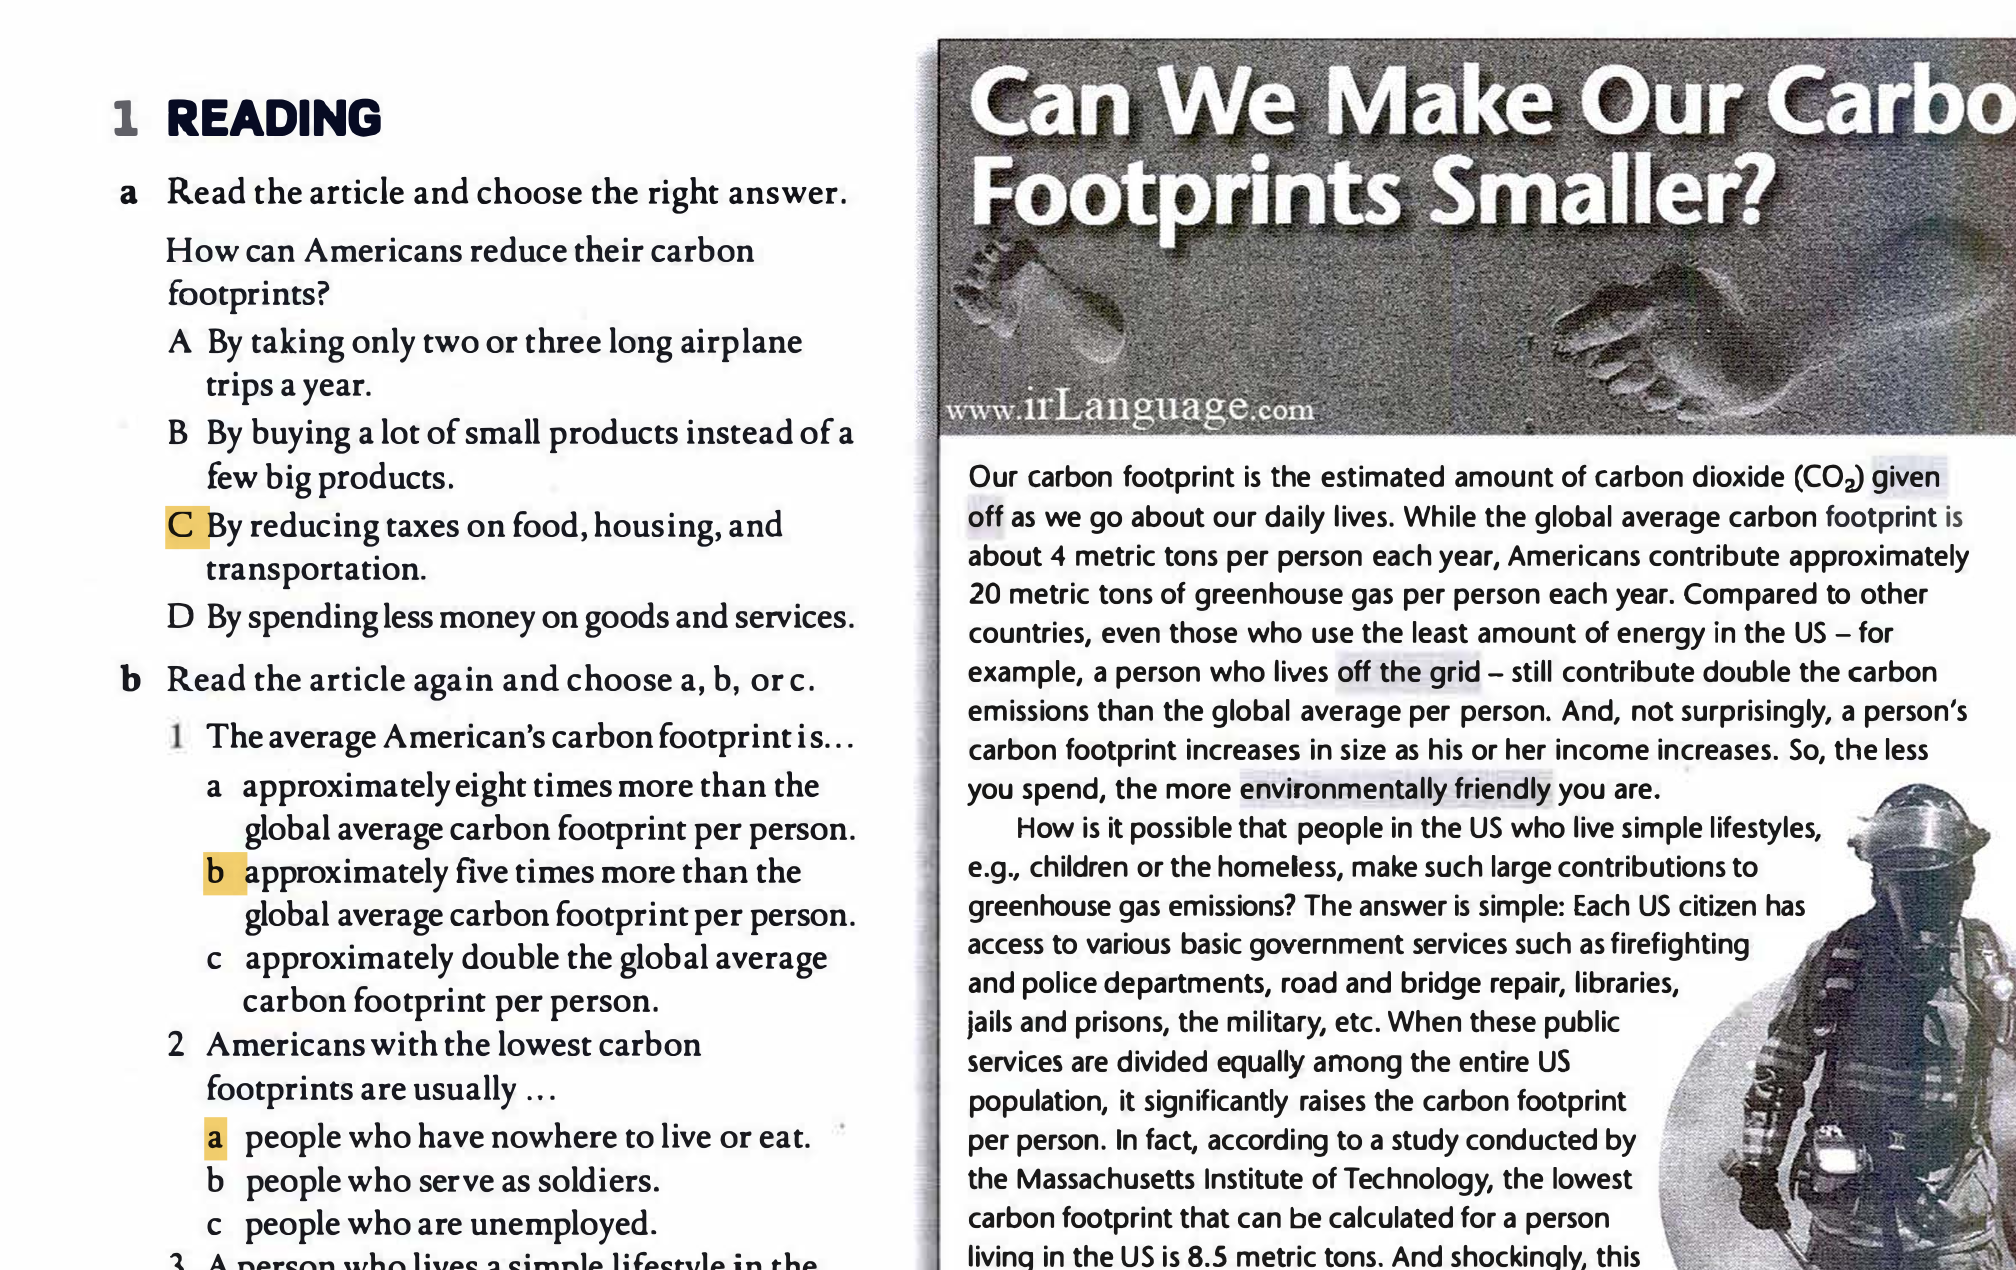 1 READING
a Read the article and choose the right answer.
How can Americans reduce their carbon
footprints?
A By taking only two or three long airplane
trips a year.
B By buying a lot of small products instead of a
few big products.
C By reducing taxes on food, housing, and
transportation.
D By spending less money on goods and services.
b Read the article again and choose a, b, or c.
1 The average American's carbon footprint is...
a approximately eight times more than the
global average carbon footprint per person.
b approximately five times more than the
global average carbon footprint per person.
c approximately double the global average
carbon footprint per person.
2 Americans with the lowest carbon
footprints are usually ...
a people who have nowhere to live or eat.
b people who serve as soldiers.
c people who are unemployed.
3 A person who lives a simple lifestyle in the
Can We Make Our Carbo
Footprints Smaller?
www.irLanguage.com
Our carbon footprint is the estimated amount of carbon dioxide (CO₂) given
off as we go about our daily lives. While the global average carbon footprint is
about 4 metric tons per person each year, Americans contribute approximately
20 metric tons of greenhouse gas per person each year. Compared to other
countries, even those who use the least amount of energy in the US – for
example, a person who lives off the grid – still contribute double the carbon
emissions than the global average per person. And, not surprisingly, a person's
carbon footprint increases in size as his or her income increases. So, the less
you spend, the more environmentally friendly you are.
How is it possible that people in the US who live simple lifestyles,
e.g., children or the homeless, make such large contributions to
greenhouse gas emissions? The answer is simple: Each US citizen has
access to various basic government services such as firefighting
and police departments, road and bridge repair, libraries,
jails and prisons, the military, etc. When these public
services are divided equally among the entire US
population, it significantly raises the carbon footprint
per person. In fact, according to a study conducted by
the Massachusetts Institute of Technology, the lowest
carbon footprint that can be calculated for a person
living in the US is 8.5 metric tons. And shockingly, this